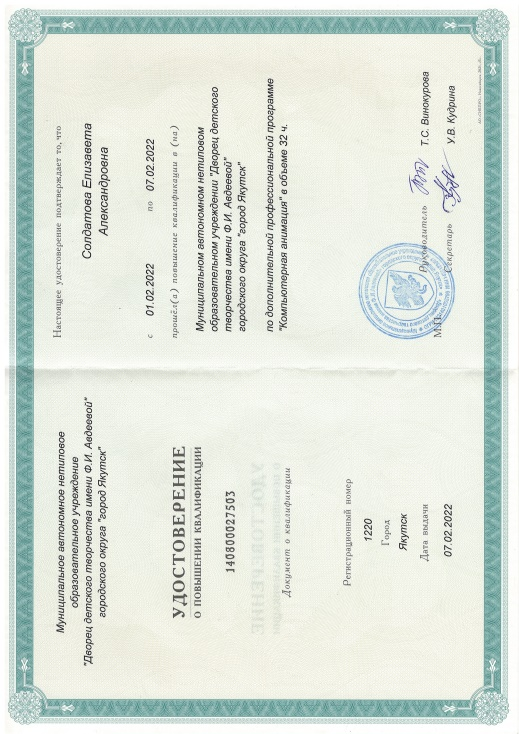 Муниципальное автономное нетиповое
образовательное учреждение
"Дворец детского творчества имени Ф.И. Авдеевой"
городского округа "город Якутск"
УДОСТОВЕРЕНИЕ
О ПОВЫШЕНИИ КВАЛИФИКАЦИИ
140800027503
Документ о квалификации
Регистрационный номер
1220
Город
Якутск
Дата выдачи
07.02.2022
Настоящее удостоверение подтверждает то, что
Солдатова Елизавета
Александровна
с 01.02.2022 по 07.02.2022
прошёл(а) повышение квалификации в (на)
Муниципальном автономном нетиповом
образовательном учреждении "Дворец детского
творчества имени Ф.И. Авдеевой"
городского округа "город Якутск"
по дополнительной профессиональной программе
"Компьютерная анимация" в объеме 32 ч.
Руководитель Т.С. Винокурова
Секретарь У.В. Кудрина
М.П.